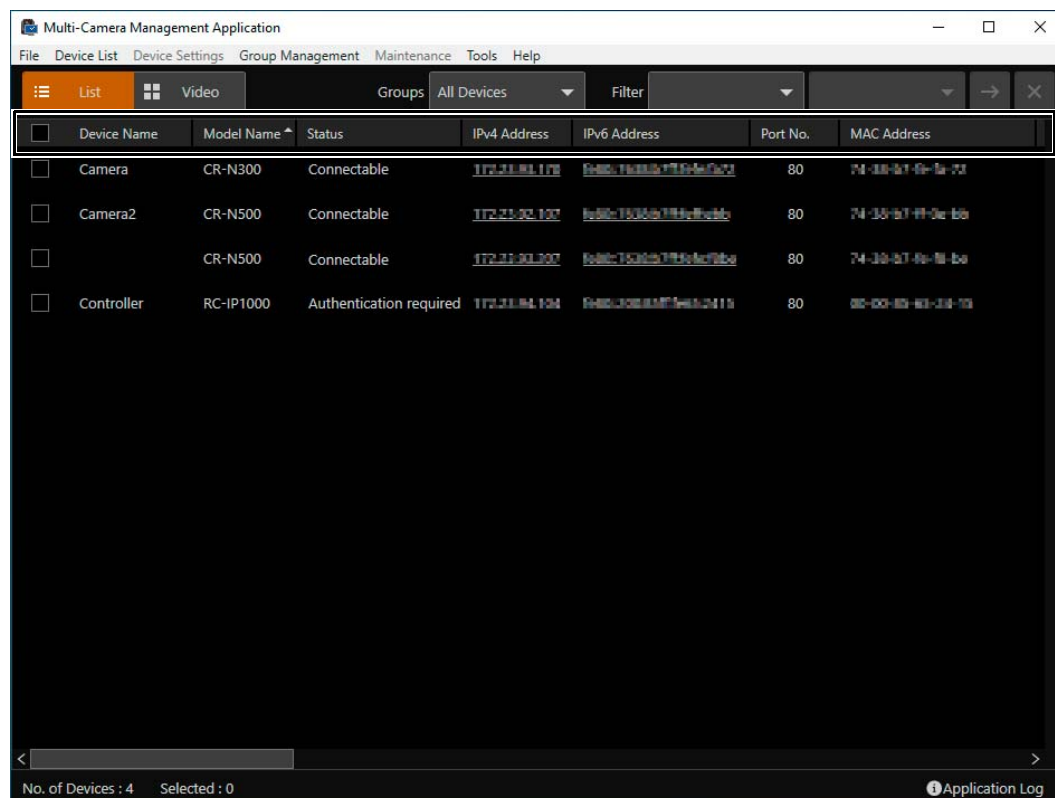 Multi-Camera Management Application
File Device List Device Settings Group Management Maintenance Tools Help
List Video Groups All Devices Filter
Device Name Model Name Status IPv4 Address IPv6 Address Port No. MAC Address
Camera CR-N300 Connectable 80
Camera2 CR-N500 Connectable 80
CR-N500 Connectable 80
Controller RC-IP1000 Authentication required 80
No. of Devices : 4 Selected : 0 Application Log